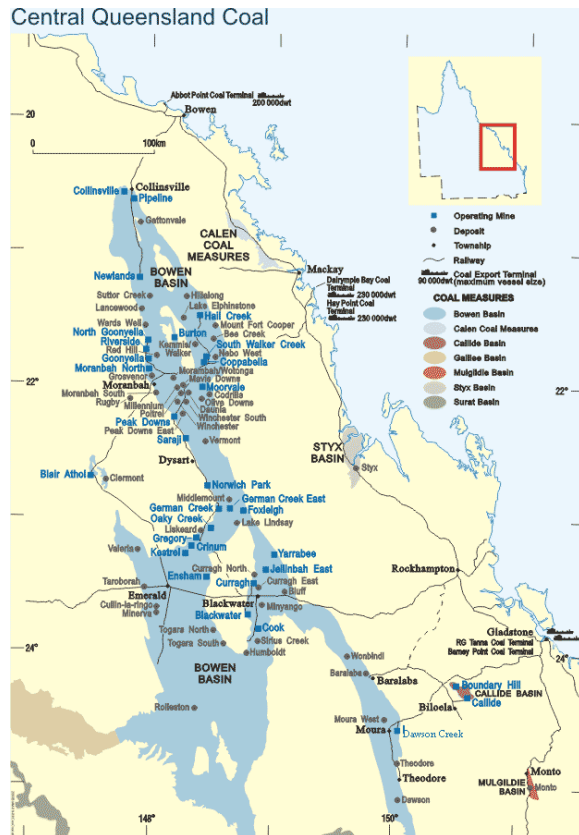 Central Queensland Coal
Abbot Point Coal Terminal
200 000dwt
Bowen
20
0
100km
Collinsville
Collinsville
Pipeline
Gattonvale
CALEN
COAL
MEASURES
Operating Mine
Deposit
Township
Railway
Coal Export Terminal
90 000dwt
(maximum vessel size)
COAL MEASURES
Bowen Basin
Calen Coal Measures
Callide Basin
Galilee Basin
Mulgildie Basin
Styx Basin
Surat Basin
Newlands
BOWEN
BASIN
Mackay
Dalrymple Bay Coal
Terminal
230 000dwt
Hay Point Coal
Terminal
230 000dwt
Suttor Creek
Hillalong
Lake Elphinstone
Lancewood
Hail Creek
Wards Well
Mount Fort Cooper
North Goonyella
Burton
Bee Creek
Riverside
Kemmis/
Walker
South Walker Creek
Red Hill
Nebo West
Goonyella
Coppabella
Moranbah North
Moranbah/Wotonga
Grosvenor
Mavis Downs
22°
22°
Moranbah
Moorvale
Moranbah South
Codrilla
Rugby
Olive Downs
Millennium
Daunia
Poitrel
Winchester South
Peak Downs
Winchester
Peak Downs East
Saraji
Vermont
STYX
BASIN
Styx
Dysart
Blair Athol
Clermont
Norwich Park
Middlemount
German Creek East
German Creek
Foxleigh
Oaky Creek
Lake Lindsay
Liskeard
Gregory
Crinum
Valeria
Kestrel
Yarrabee
Curragh North
Jellinbah East
Rockhampton
Taroborah
Ensham
Curragh
Curragh East
Emerald
Bluff
Cullin-la-ringo
Blackwater
Minyango
Minerva
Blackwater
Gladstone
RG Tanna Coal Terminal
Barney Point Coal Terminal
Togara North
Cook
24°
24°
Togara South
Sirius Creek
Humboldt
Wonbindi
BOWEN
BASIN
Baralaba
Baralaba
Boundary Hill
CALLIDE BASIN
Callide
Biloela
Rolleston
Moura West
Moura
Dawson Creek
Theodore
Monto
Theodore
MULGILDIE
BASIN
Monto
Dawson
148°
150°